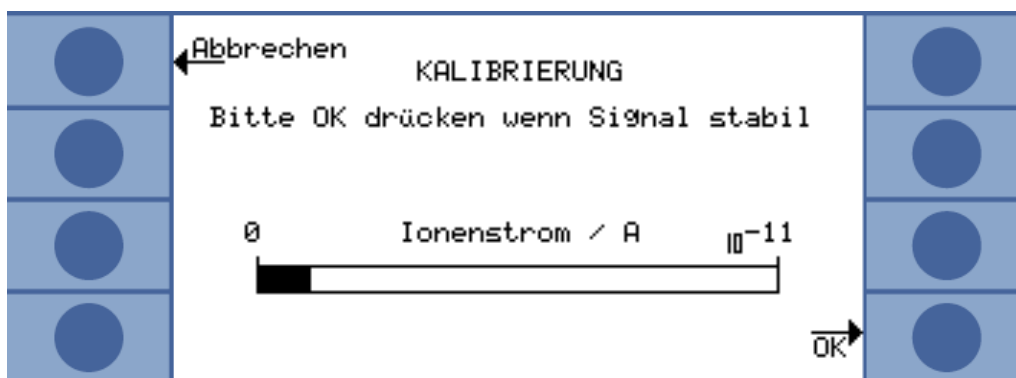 Abbrechen
KALIBRIERUNG
Bitte OK drücken wenn Signal stabil
0 Ionenstrom / A 10-11
OK